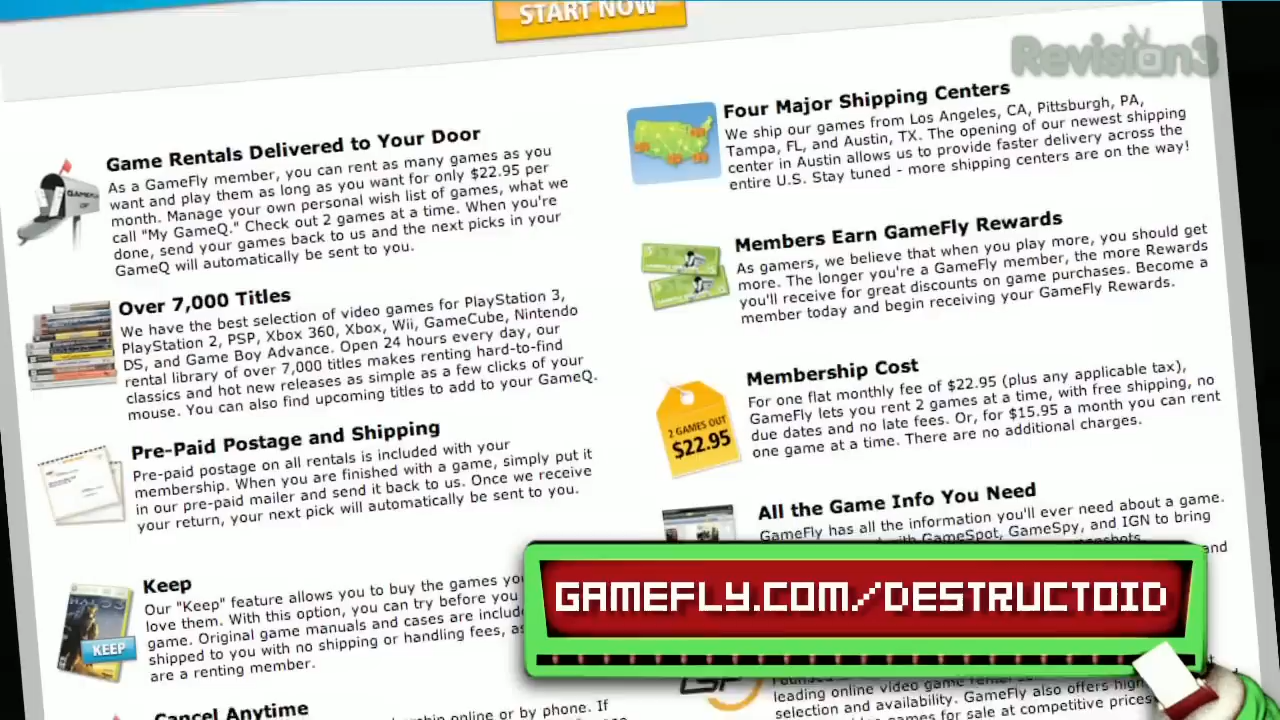 START NOW
Revision3
Game Rentals Delivered to Your Door
As a GameFly member, you can rent as many games as you
want and play them as long as you want for only $22.95 per
month. Manage your own personal wish list of games, what we
call "My GameQ." Check out 2 games at a time. When you're
done, send your games back to us and the next picks in your
GameQ will automatically be sent to you.
Over 7,000 Titles
We have the best selection of video games for PlayStation 3,
PlayStation 2, PSP, Xbox 360, Xbox, Wii, GameCube, Nintendo
DS, and Game Boy Advance. Open 24 hours every day, our
rental library of over 7,000 titles makes renting hard-to-find
classics and hot new releases as simple as a few clicks of your
mouse. You can also find upcoming titles to add to your GameQ.
Pre-Paid Postage and Shipping
Pre-paid postage on all rentals is included with your
membership. When you are finished with a game, simply put it
in our pre-paid mailer and send it back to us. Once we receive
your return, your next pick will automatically be sent to you.
Keep
KEEP
Our "Keep" feature allows you to buy the games you
love them. With this option, you can try before you
game. Original game manuals and cases are include
shipped to you with no shipping or handling fees, as
are a renting member.
Cancel Anytime
online or by phone. If
Four Major Shipping Centers
We ship our games from Los Angeles, CA, Pittsburgh, PA,
Tampa, FL, and Austin, TX. The opening of our newest shipping
center in Austin allows us to provide faster delivery across the
entire U.S. Stay tuned - more shipping centers are on the way!
Members Earn GameFly Rewards
As gamers, we believe that when you play more, you should get
more. The longer you're a GameFly member, the more Rewards
you'll receive for great discounts on game purchases. Become a
member today and begin receiving your GameFly Rewards.
Membership Cost
2 GAMES OUT
$22.95
For one flat monthly fee of $22.95 (plus any applicable tax),
GameFly lets you rent 2 games at a time, with free shipping, no
due dates and no late fees. Or, for $15.95 a month you can rent
one game at a time. There are no additional charges.
All the Game Info You Need
GameFly has all the information you'll ever need about a game.
with GameSpot, GameSpy, and IGN to bring
and
GAMEFLY.COM/DESTRUCTOID
leading online video game
selection and availability. GameFly also offers high
games for sale at competitive prices